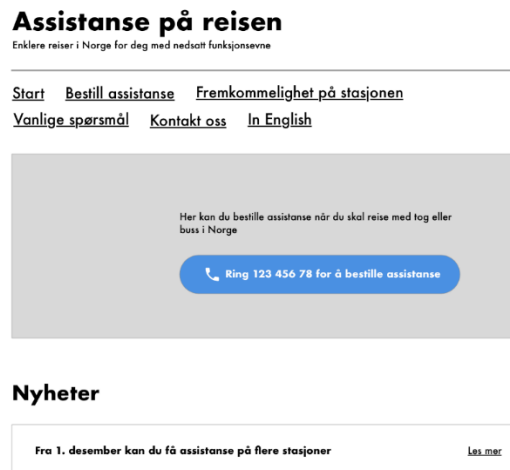 Assistanse på reisen
Enklere reiser i Norge for deg med nedsatt funksjonsevne
Start Bestill assistanse Fremkommelighet på stasjonen
Vanlige spørsmål Kontakt oss In English
Her kan du bestille assistanse når du skal reise med tog eller
buss i Norge
Ring 123 456 78 for å bestille assistanse
Nyheter
Fra 1. desember kan du få assistanse på flere stasjoner Les mer